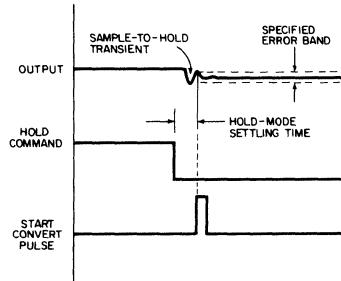 SAMPLE-TO-HOLD
TRANSIENT
SPECIFIED
ERROR BAND
OUTPUT
HOLD-MODE
SETTLING TIME
HOLD
COMMAND
START
CONVERT
PULSE